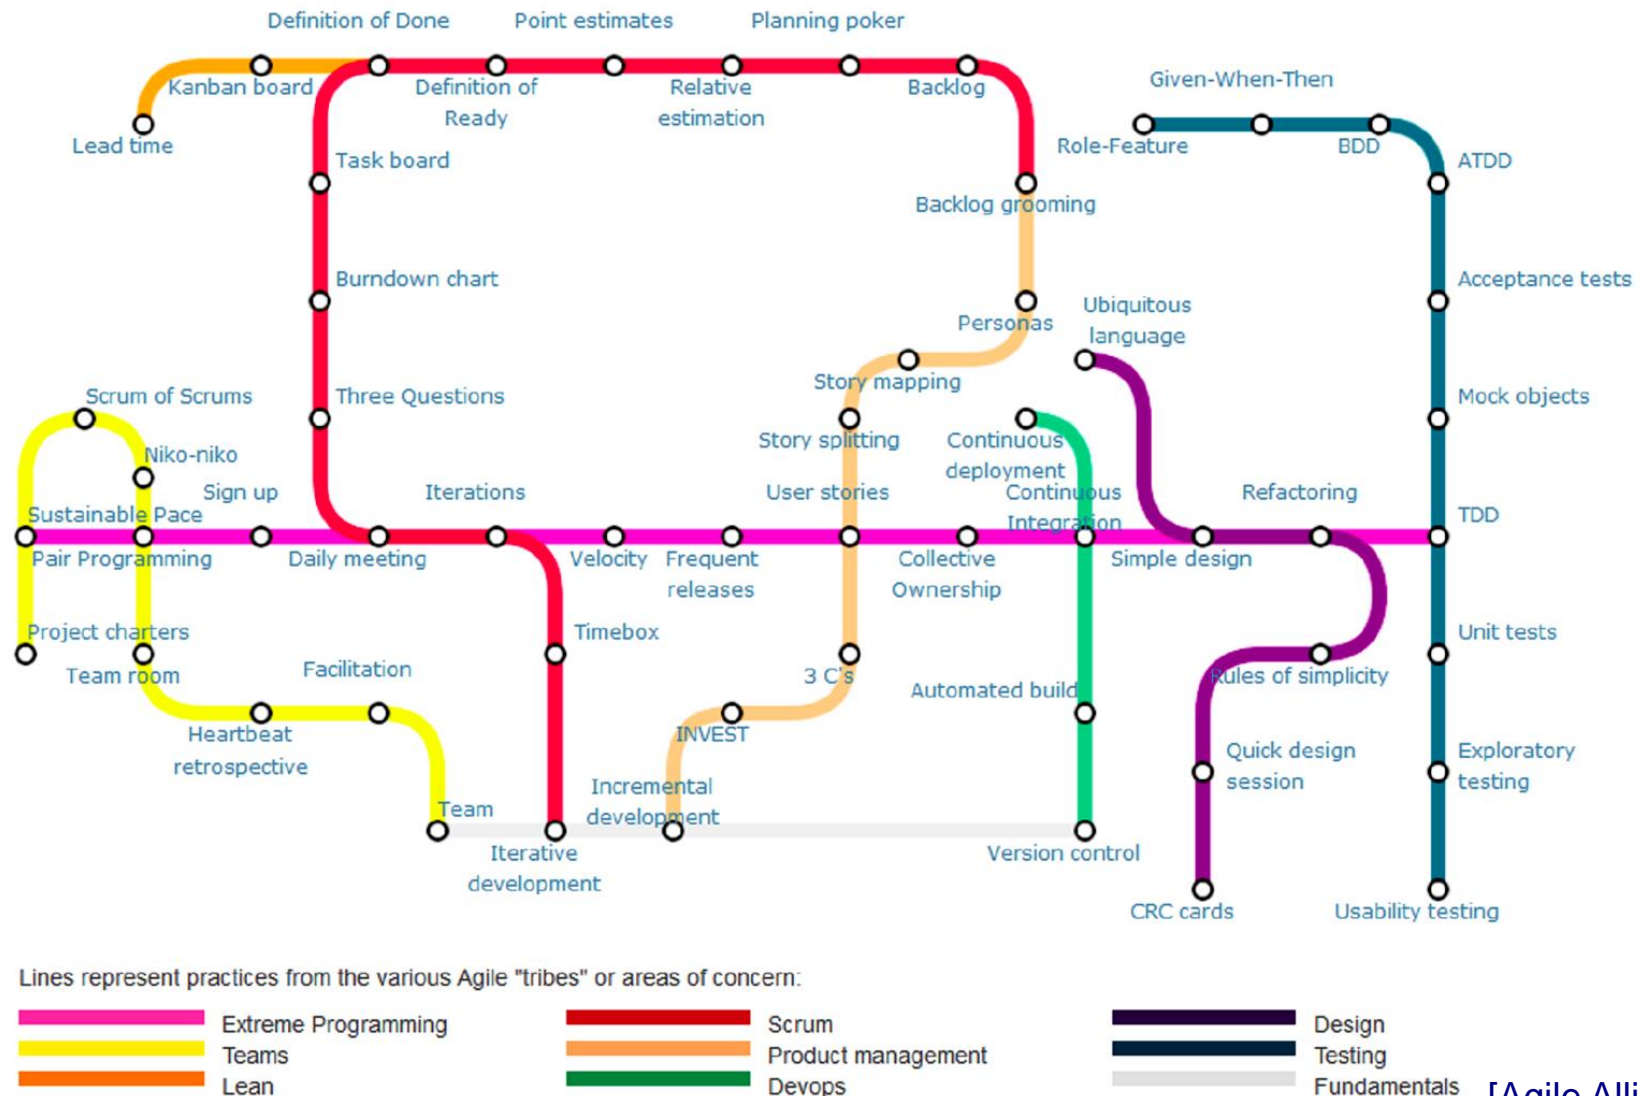 Definition of Done
Point estimates
Planning poker
Kanban board
Definition of
Ready
Relative
estimation
Backlog
Given-When-Then
Lead time
Role-Feature
BDD
Task board
ATDD
Backlog grooming
Burndown chart
Acceptance tests
Personas
Ubiquitous
language
Story mapping
Scrum of Scrums
Three Questions
Mock objects
Story splitting
Continuous
deployment
Niko-niko
Sign up
Iterations
User stories
Continuous
Integration
Refactoring
Sustainable Pace
TDD
Pair Programming
Daily meeting
Velocity
Frequent
releases
Collective
Ownership
Simple design
Project charters
Timebox
Unit tests
Team room
Facilitation
3 C's
Rules of simplicity
Automated build
Heartbeat
retrospective
INVEST
Quick design
session
Exploratory
testing
Incremental
development
Team
Iterative
development
Version control
CRC cards
Usability testing
Lines represent practices from the various Agile "tribes" or areas of concern:
Extreme Programming
Scrum
Design
Teams
Product management
Testing
Lean
Devops
Fundamentals
[Agile